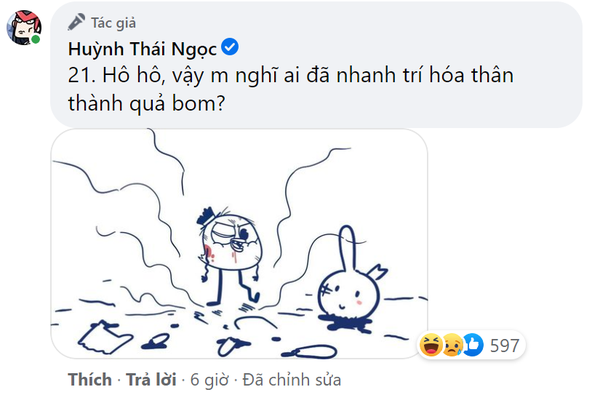 Tác giả
Huỳnh Thái Ngọc
21. Hô hô, vậy m nghĩ ai đã nhanh trí hóa thân
thành quả bom?
597
Thích · Trả lời · 6 giờ · Đã chỉnh sửa